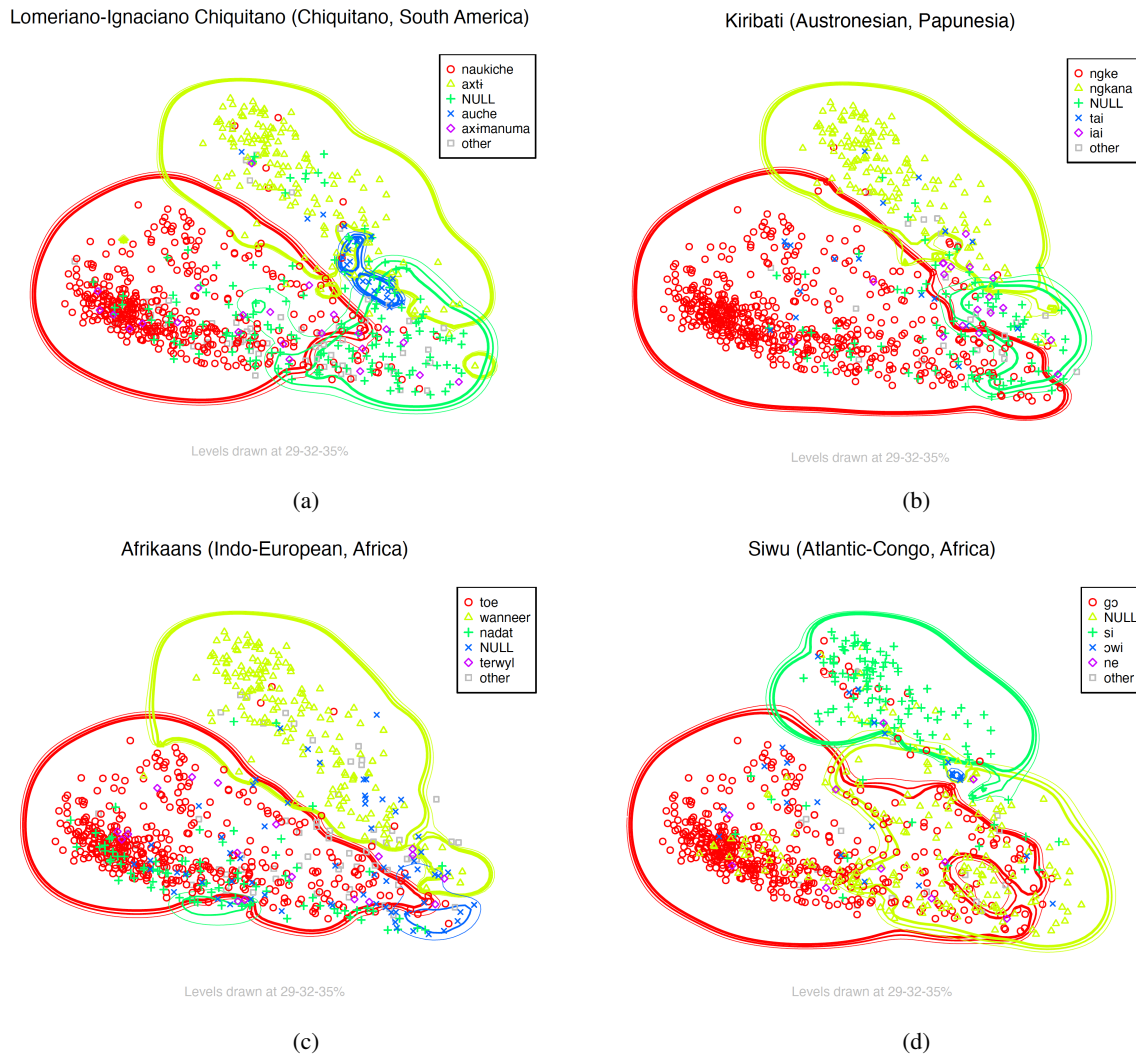 Lomeriano-Ignaciano Chiquitano (Chiquitano, South America)
naukiche
axtɨ
NULL
auche
axɨmanuma
other
Levels drawn at 29-32-35%
(a)
Kiribati (Austronesian, Papunesia)
ngke
ngkana
NULL
tai
iai
other
Levels drawn at 29-32-35%
(b)
Afrikaans (Indo-European, Africa)
toe
wanneer
nadat
NULL
terwyl
other
Levels drawn at 29-32-35%
(c)
Siwu (Atlantic-Congo, Africa)
gɔ
NULL
si
ɔwi
ne
other
Levels drawn at 29-32-35%
(d)